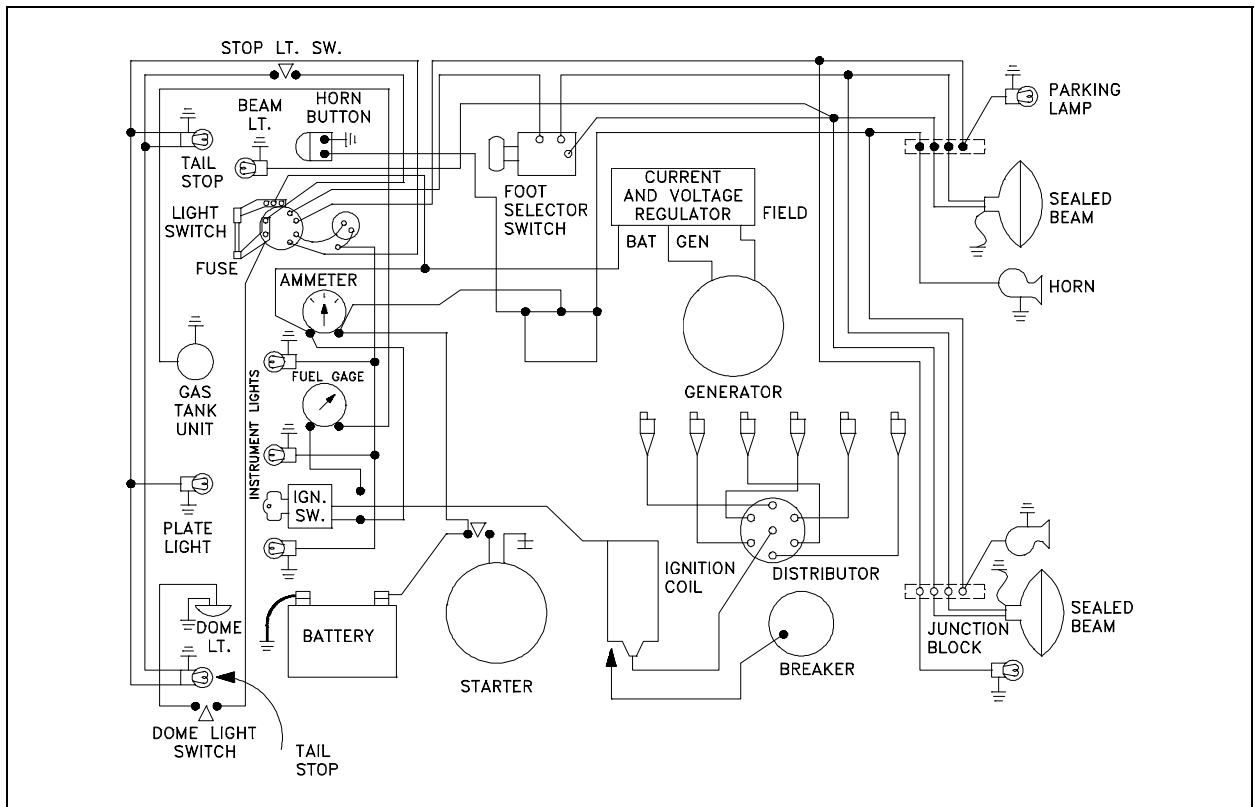 STOP LT. SW.
BEAM
LT.
HORN
BUTTON
PARKING
LAMP
TAIL
STOP
LIGHT
SWITCH
FUSE
FOOT
SELECTOR
SWITCH
CURRENT
AND VOLTAGE
REGULATOR
FIELD
BAT
GEN
SEALED
BEAM
HORN
AMMETER
GAS
TANK
UNIT
INSTRUMENT LIGHTS
FUEL GAGE
GENERATOR
IGN.
SW.
PLATE
LIGHT
IGNITION
COIL
DISTRIBUTOR
DOME
LT.
BATTERY
STARTER
BREAKER
JUNCTION
BLOCK
SEALED
BEAM
DOME LIGHT
SWITCH
TAIL
STOP